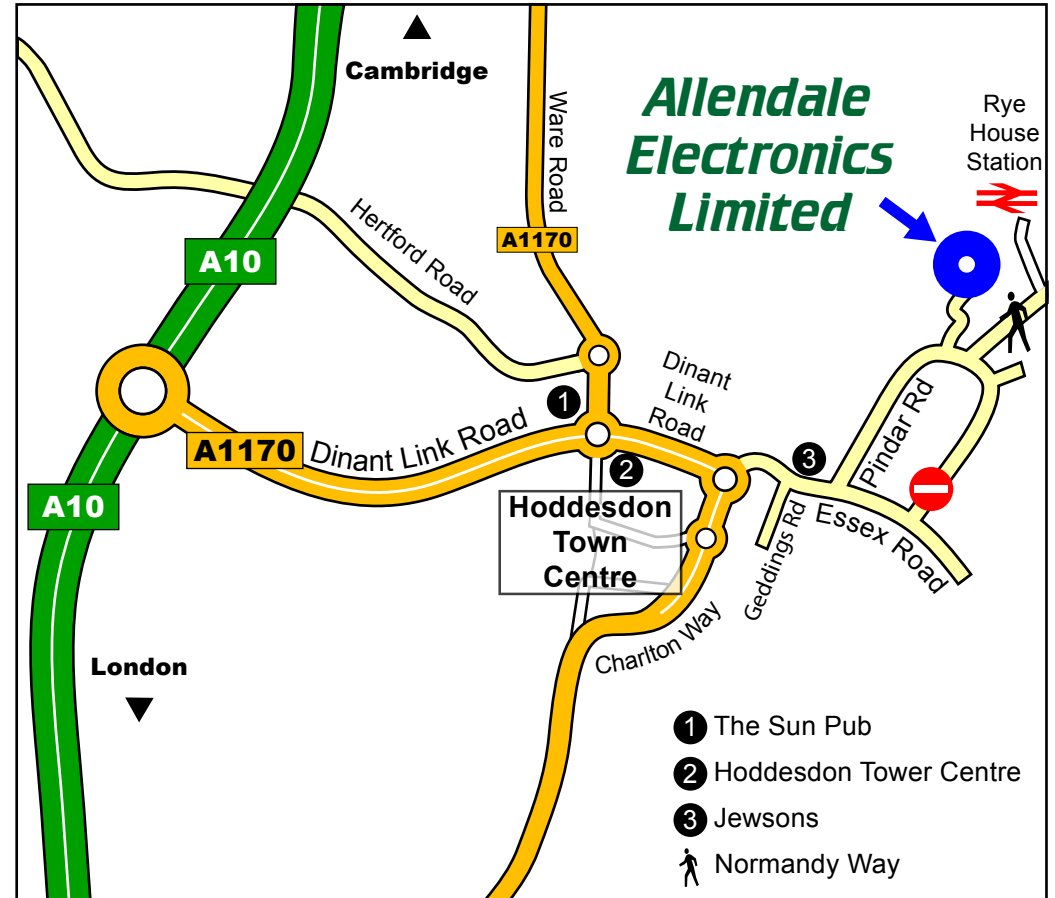 Cambridge
Ware Road
Allendale
Electronics
Limited
Rye
House
Station
Hertford Road
A1170
A10
Dinant
Link
Road
1
A1170
Dinant Link Road
2
3
Pindar Rd
A10
Hoddesdon
Town
Centre
Geddings Rd
Essex Road
London
Charlton Way
1 The Sun Pub
2 Hoddesdon Tower Centre
3 Jewsons
Normandy Way